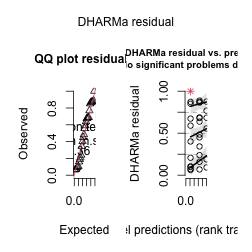 DHARMa residual
QQ plot residual
DHARMa residual vs. pre
o significant problems d
Observed
0.0
0.4
0.8
0.0
Expected
DHARMa residual
0.00
0.50
1.00
0.0
el predictions (rank tra